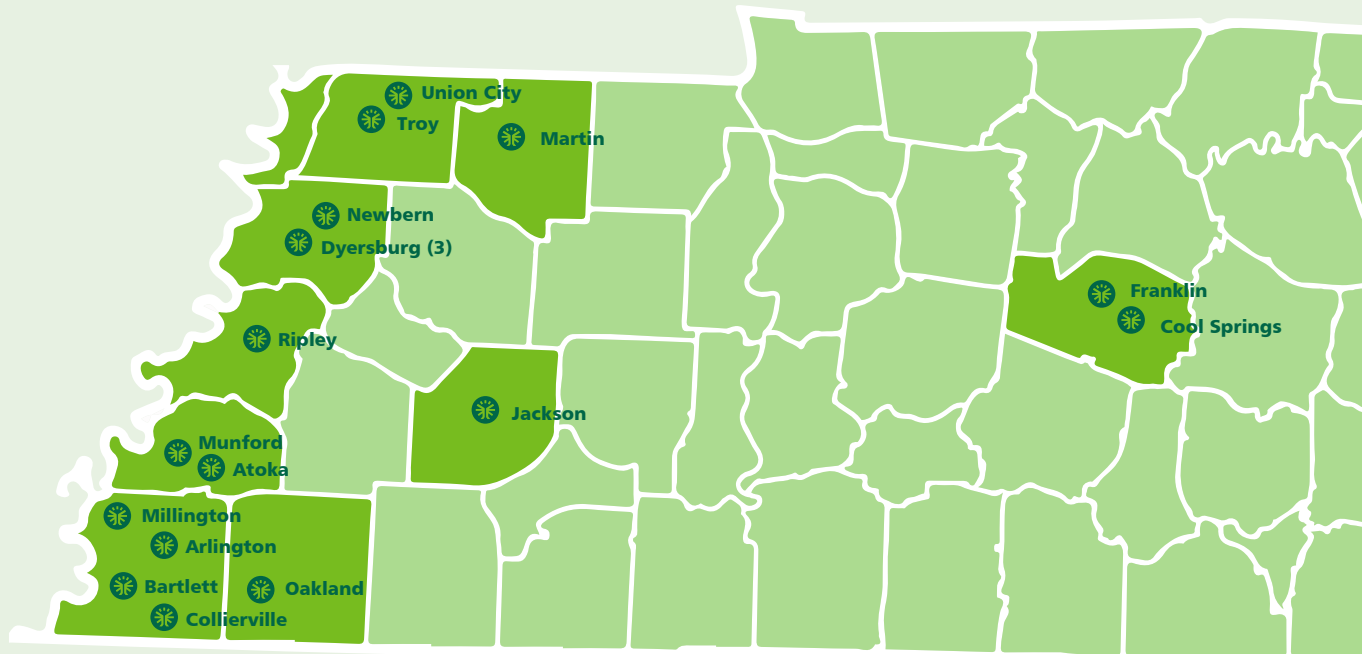 Union City
Troy
Martin
Newbern
Dyersburg (3)
Franklin
Cool Springs
Ripley
Jackson
Munford
Atoka
Millington
Arlington
Bartlett
Oakland
Collierville